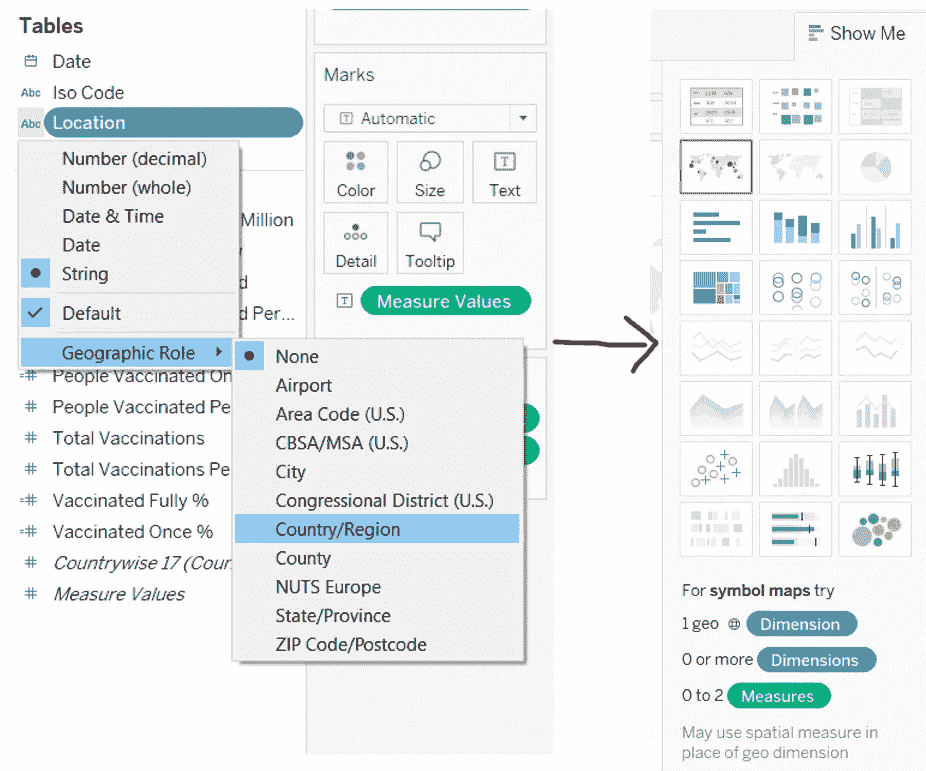 Tables
Date
Abc Iso Code
Abc Location
Number (decimal)
Number (whole)
Date & Time
Date
String
Default
Geographic Role
Million
d
d Per...
People Vaccinated On
People Vaccinated Pe
Total Vaccinations
Total Vaccinations Pe
Vaccinated Fully %
Vaccinated Once %
Countrywise 17 (Coun
Measure Values
None
Airport
Area Code (U.S.)
CBSA/MSA (U.S.)
City
Congressional District (U.S.)
Country/Region
County
NUTS Europe
State/Province
ZIP Code/Postcode
Marks
T Automatic
Color
Size
T Text
Detail
Tooltip
T Measure Values
Show Me
For symbol maps try
1 geo Dimension
0 or more Dimensions
0 to 2 Measures
May use spatial measure in
place of geo dimension